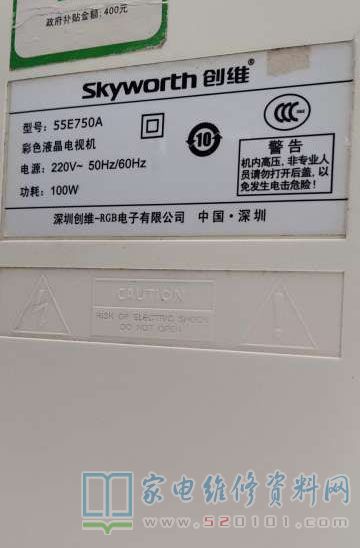 政府补贴金额：400元
Skyworth 创维®
型号：55E750A
彩色液晶电视机
电源：220V~ 50Hz/60Hz
功耗：100W
10
CCC
警告
机内高压，非专业人
员请勿打开后盖，以
免发生电击危险！
深圳创维-RGB电子有限公司 中国·深圳
CAUTION
RISK OF ELECTRIC SHOCK
DO NOT OPEN
家电维修资料网
www.520101.com